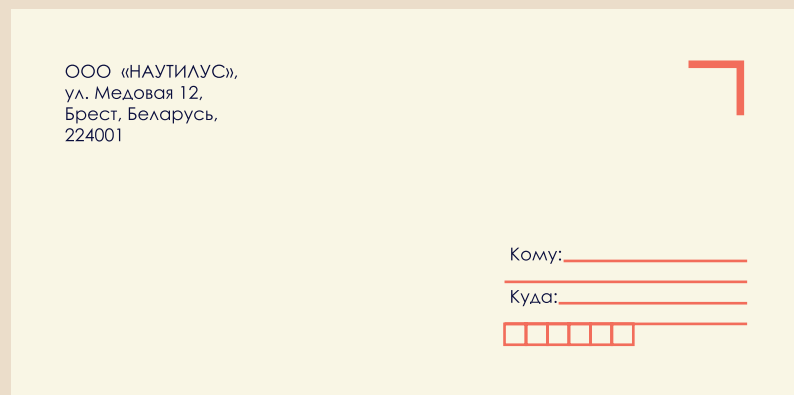 ООО «НАУТИЛУС»,
ул. Медовая 12,
Брест, Беларусь,
224001
Кому:
Куда: